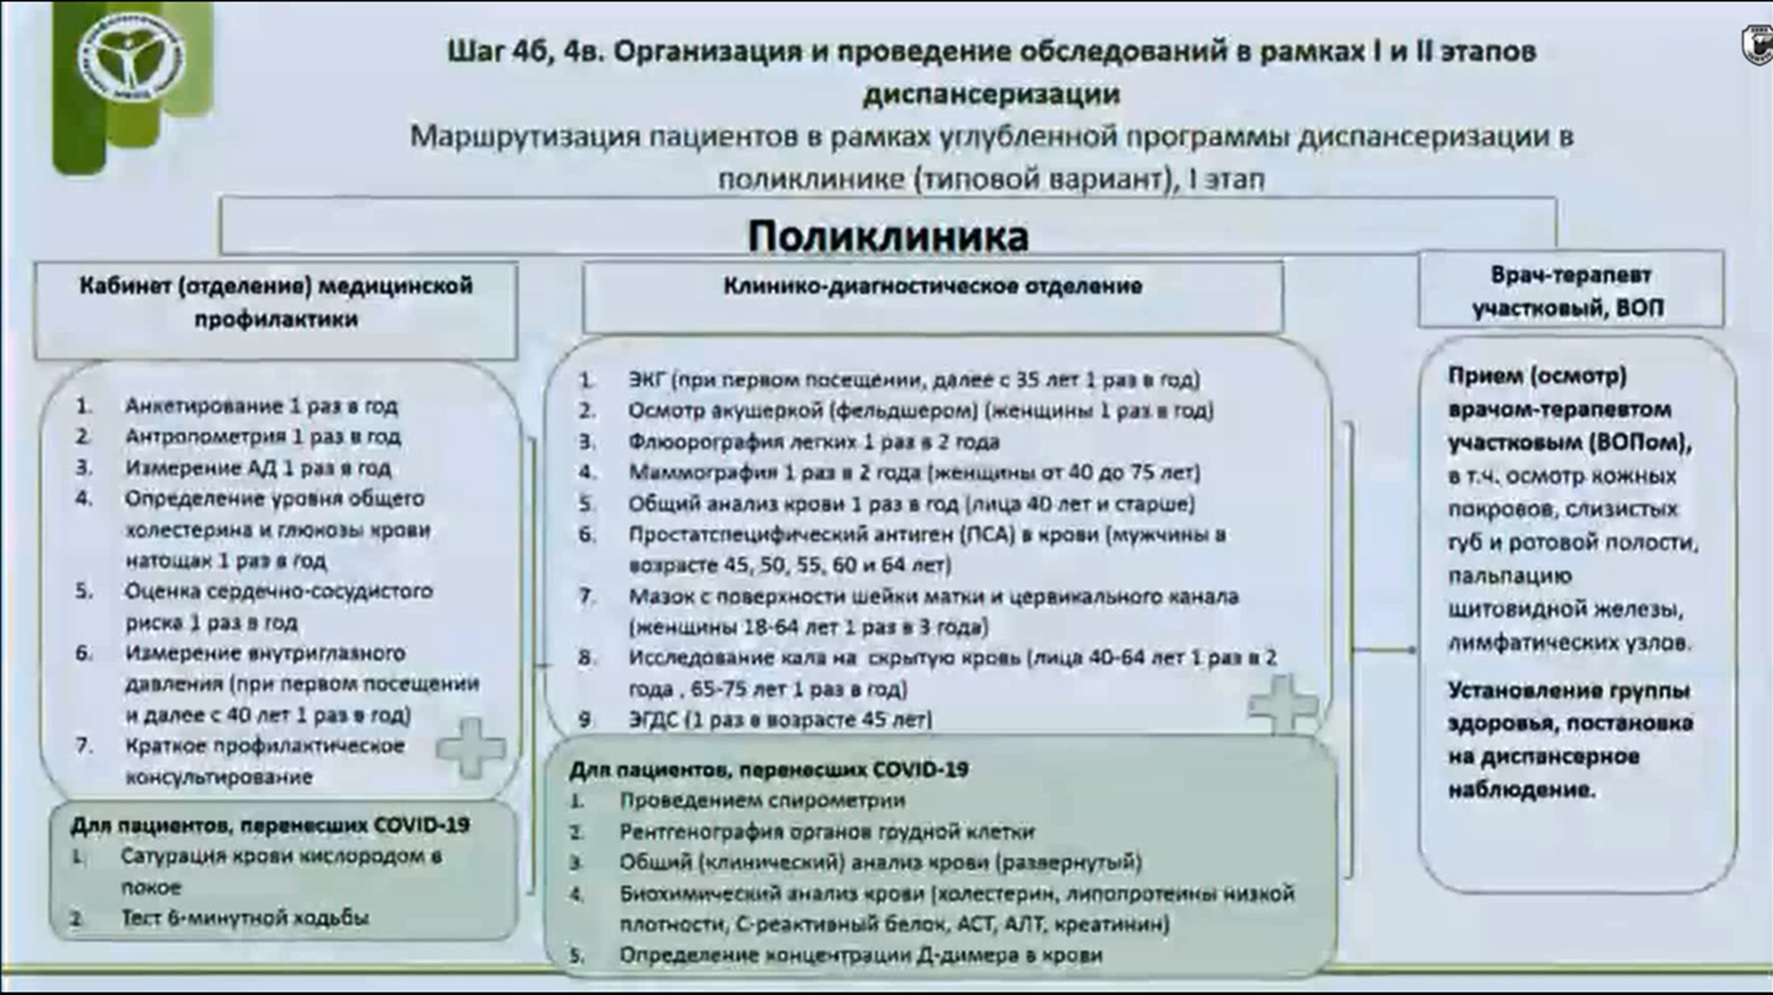 Шаг 4б, 4в. Организация и проведение обследований в рамках I и II этапов
диспансеризации
Маршрутизация пациентов в рамках углубленной программы диспансеризации в
поликлинике (типовой вариант), I этап
Поликлиника
Кабинет (отделение) медицинской
профилактики
1. Анкетирование 1 раз в год
2. Антропометрия 1 раз в год
3. Измерение АД 1 раз в год
4. Определение уровня общего
холестерина и глюкозы крови
натощак 1 раз в год
5. Оценка сердечно-сосудистого
риска 1 раз в год
6. Измерение внутриглазного
давления (при первом посещении
и далее с 40 лет 1 раз в год)
7. Краткое профилактическое
консультирование
Для пациентов, перенесших COVID-19
1. Сатурация крови кислородом в
покое
2. Тест 6-минутной ходьбы
Клинико-диагностическое отделение
1. ЭКГ (при первом посещении, далее с 35 лет 1 раз в год)
2. Осмотр акушеркой (фельдшером) (женщины 1 раз в год)
3. Флюорография легких 1 раз в 2 года
4. Маммография 1 раз в 2 года (женщины от 40 до 75 лет)
5. Общий анализ крови 1 раз в год (лица 40 лет и старше)
6. Простатспецифический антиген (ПСА) в крови (мужчины в
возрасте 45, 50, 55, 60 и 64 лет)
7. Мазок с поверхности шейки матки и цервикального канала
(женщины 18-64 лет 1 раз в 3 года)
8. Исследование кала на скрытую кровь (лица 40-64 лет 1 раз в 2
года , 65-75 лет 1 раз в год)
9. ЭГДС (1 раз в возрасте 45 лет)
Для пациентов, перенесших COVID-19
1. Проведением спирометрии
2. Рентгенография органов грудной клетки
3. Общий (клинический) анализ крови (развернутый)
4. Биохимический анализ крови (холестерин, липопротеины низкой
плотности, С-реактивный белок, АСТ, АЛТ, креатинин)
5. Определение концентрации Д-димера в крови
Врач-терапевт
участковый, ВОП
Прием (осмотр)
врачом-терапевтом
участковым (ВОПом),
в т.ч. осмотр кожных
покровов, слизистых
губ и ротовой полости,
пальпацию
щитовидной железы,
лимфатических узлов.
Установление группы
здоровья, постановка
на диспансерное
наблюдение.